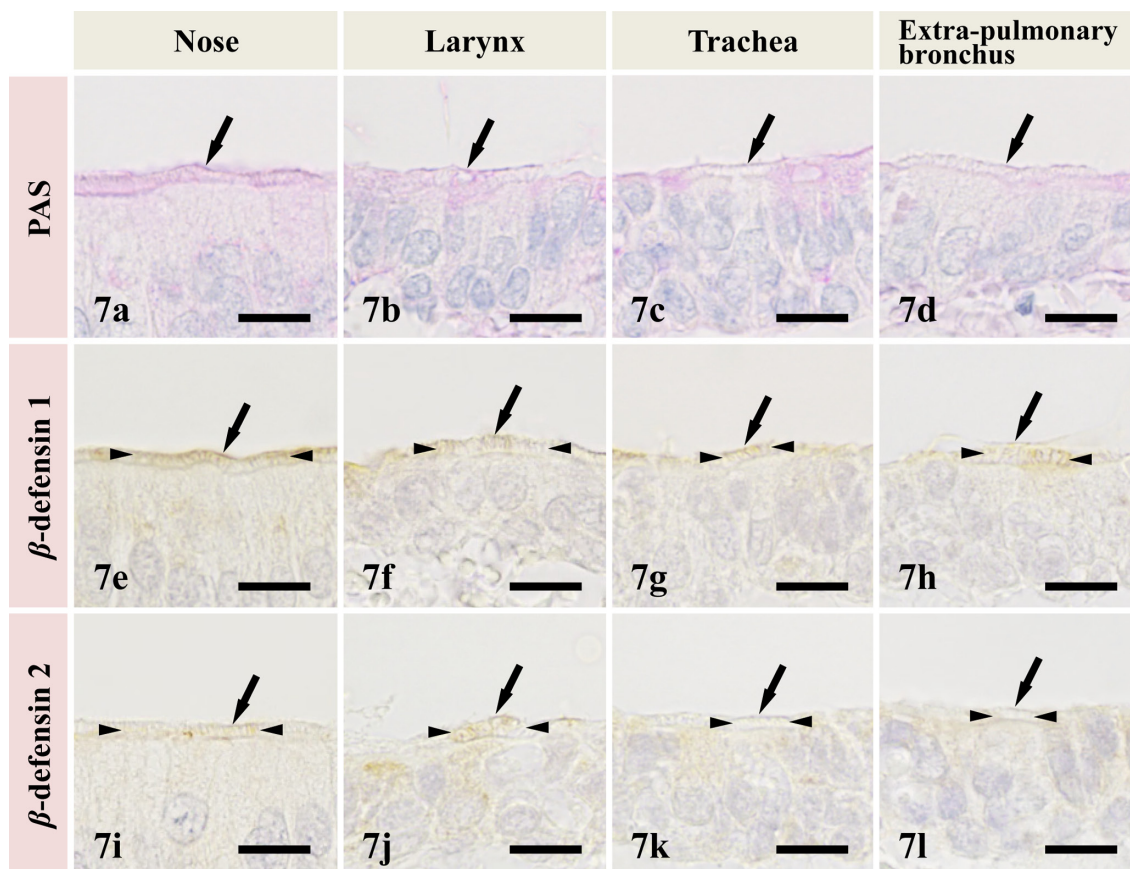 Nose
Larynx
Trachea
Extra-pulmonary
bronchus
PAS
7a
7b
7c
7d
β-defensin 1
7e
7f
7g
7h
β-defensin 2
7i
7j
7k
7l